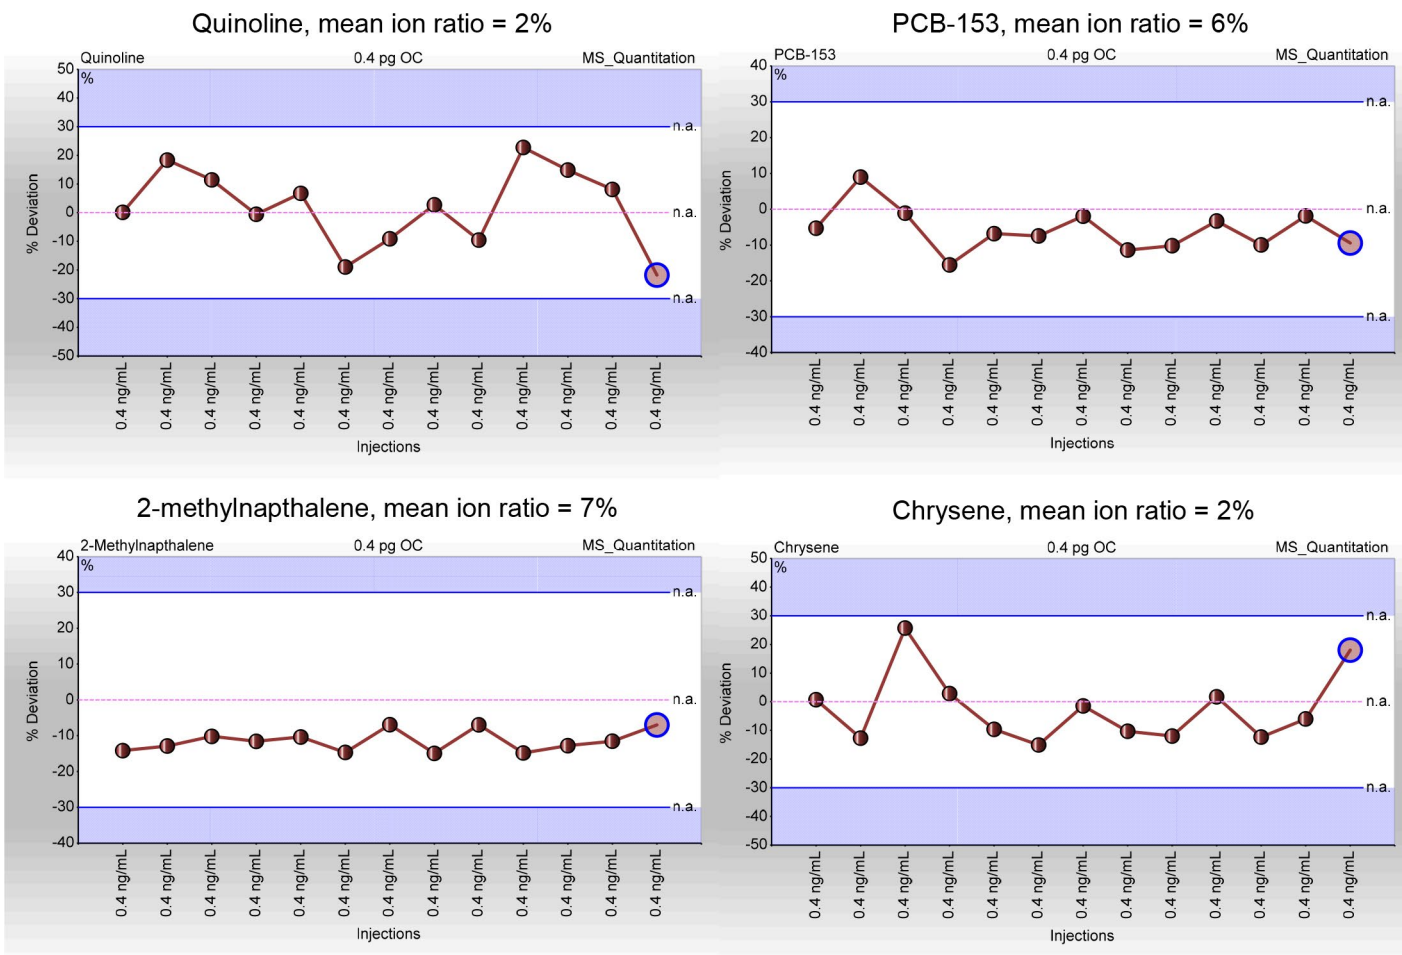 Quinoline, mean ion ratio = 2%
Quinoline 0.4 pg OC MS_Quantitation
%
50
40
30
20
10
0
-10
-20
-30
-40
-50
n.a.
n.a.
n.a.
% Deviation
0.4 ng/mL
0.4 ng/mL
0.4 ng/mL
0.4 ng/mL
0.4 ng/mL
0.4 ng/mL
0.4 ng/mL
0.4 ng/mL
0.4 ng/mL
0.4 ng/mL
0.4 ng/mL
0.4 ng/mL
0.4 ng/mL
Injections
PCB-153, mean ion ratio = 6%
PCB-153 0.4 pg OC MS_Quantitation
%
40
30
20
10
0
-10
-20
-30
-40
n.a.
n.a.
n.a.
% Deviation
0.4 ng/mL
0.4 ng/mL
0.4 ng/mL
0.4 ng/mL
0.4 ng/mL
0.4 ng/mL
0.4 ng/mL
0.4 ng/mL
0.4 ng/mL
0.4 ng/mL
0.4 ng/mL
0.4 ng/mL
0.4 ng/mL
Injections
2-methylnapthalene, mean ion ratio = 7%
2-Methylnapthalene 0.4 pg OC MS_Quantitation
%
40
30
20
10
0
-10
-20
-30
-40
n.a.
n.a.
n.a.
% Deviation
0.4 ng/mL
0.4 ng/mL
0.4 ng/mL
0.4 ng/mL
0.4 ng/mL
0.4 ng/mL
0.4 ng/mL
0.4 ng/mL
0.4 ng/mL
0.4 ng/mL
0.4 ng/mL
0.4 ng/mL
0.4 ng/mL
Injections
Chrysene, mean ion ratio = 2%
Chrysene 0.4 pg OC MS_Quantitation
%
50
40
30
20
10
0
-10
-20
-30
-40
-50
n.a.
n.a.
n.a.
% Deviation
0.4 ng/mL
0.4 ng/mL
0.4 ng/mL
0.4 ng/mL
0.4 ng/mL
0.4 ng/mL
0.4 ng/mL
0.4 ng/mL
0.4 ng/mL
0.4 ng/mL
0.4 ng/mL
0.4 ng/mL
0.4 ng/mL
Injections